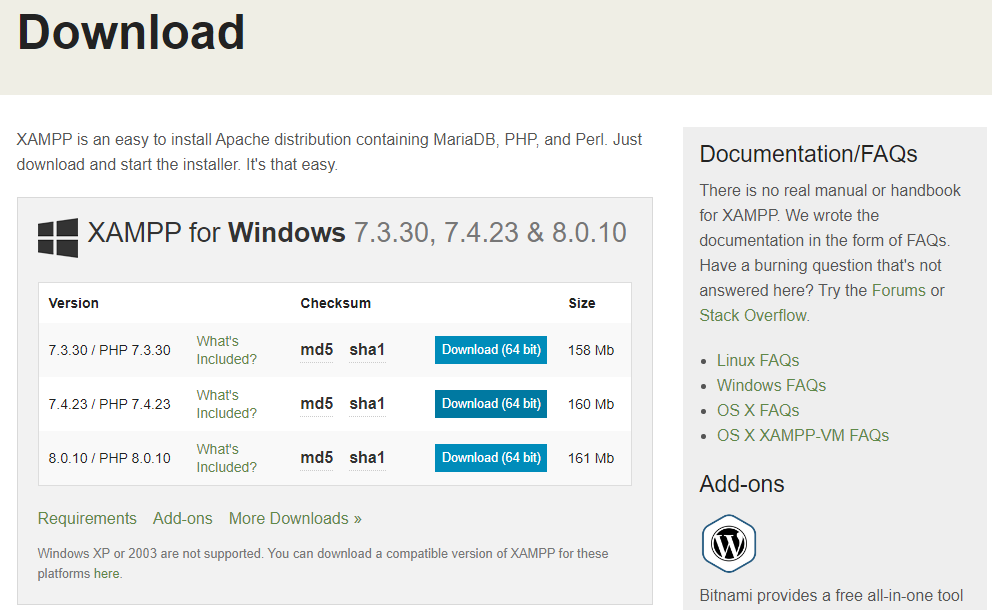 Download
XAMPP is an easy to install Apache distribution containing MariaDB, PHP, and Perl. Just
download and start the installer. It's that easy.
XAMPP for Windows 7.3.30, 7.4.23 & 8.0.10
Version Checksum Size
7.3.30 / PHP 7.3.30 What's Included? md5 sha1 Download (64 bit) 158 Mb
7.4.23 / PHP 7.4.23 What's Included? md5 sha1 Download (64 bit) 160 Mb
8.0.10 / PHP 8.0.10 What's Included? md5 sha1 Download (64 bit) 161 Mb
Requirements Add-ons More Downloads »
Windows XP or 2003 are not supported. You can download a compatible version of XAMPP for these
platforms here.
Documentation/FAQs
There is no real manual or handbook
for XAMPP. We wrote the
documentation in the form of FAQs.
Have a burning question that's not
answered here? Try the Forums or
Stack Overflow.
• Linux FAQs
• Windows FAQs
• OS X FAQs
• OS X XAMPP-VM FAQs
Add-ons
W
Bitnami provides a free all-in-one tool